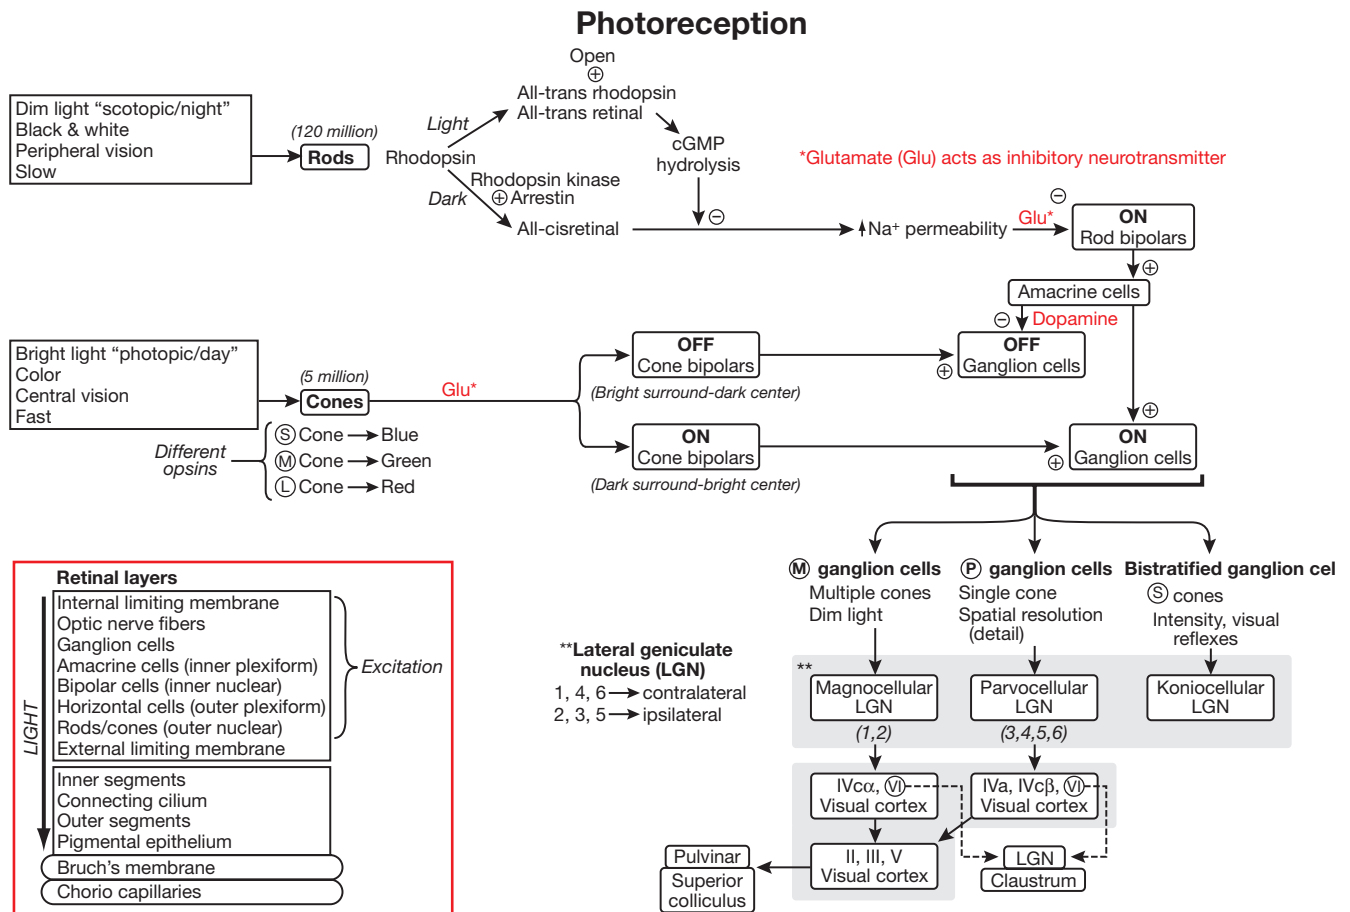 Photoreception
Dim light “scotopic/night”
Black & white
Peripheral vision
Slow
(120 million)
Rods
Rhodopsin
Light
Dark
Open
⊕
All-trans rhodopsin
All-trans retinal
cGMP
hydrolysis
⊖
Rhodopsin kinase
⊕ Arrestin
All-cisretinal
*Glutamate (Glu) acts as inhibitory neurotransmitter
Na⁺ permeability
Glu*
⊖
ON
Rod bipolars
⊕
Amacrine cells
⊖
Dopamine
OFF
Ganglion cells
⊕
Bright light “photopic/day”
Color
Central vision
Fast
(5 million)
Cones
Glu*
OFF
Cone bipolars
(Bright surround-dark center)
ON
Cone bipolars
(Dark surround-bright center)
⊕
ON
Ganglion cells
⊕
Different
opsins
S Cone → Blue
M Cone → Green
L Cone → Red
M ganglion cells
Multiple cones
Dim light
P ganglion cells
Single cone
Spatial resolution
(detail)
Bistratified ganglion cel
S cones
Intensity, visual
reflexes
**Lateral geniculate
nucleus (LGN)
1, 4, 6 → contralateral
2, 3, 5 → ipsilateral
**
Magnocellular
LGN
(1,2)
Parvocellular
LGN
(3,4,5,6)
Koniocellular
LGN
IVcα, VI
Visual cortex
IVa, IVcβ, VI
Visual cortex
II, III, V
Visual cortex
Pulvinar
Superior
colliculus
LGN
Claustrum
Retinal layers
LIGHT
Internal limiting membrane
Optic nerve fibers
Ganglion cells
Amacrine cells (inner plexiform)
Bipolar cells (inner nuclear)
Horizontal cells (outer plexiform)
Rods/cones (outer nuclear)
External limiting membrane
Excitation
Inner segments
Connecting cilium
Outer segments
Pigmental epithelium
Bruch’s membrane
Chorio capillaries